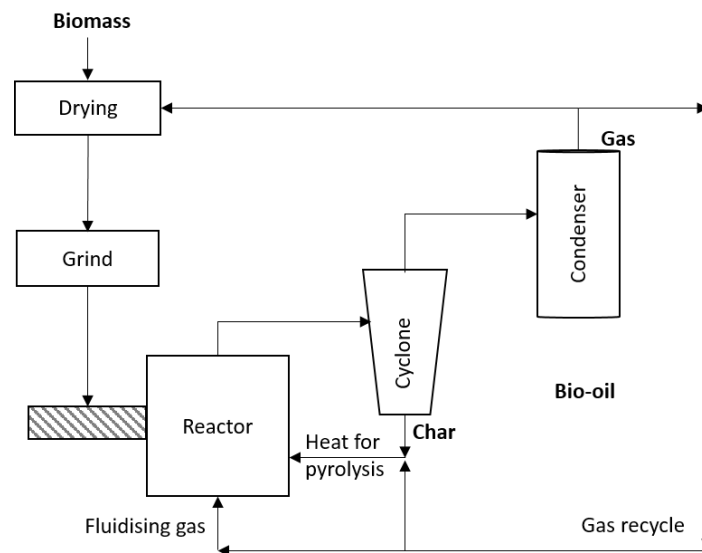 Biomass
Drying
Gas
Condenser
Grind
Cyclone
Bio-oil
Reactor
Char
Heat for
pyrolysis
Fluidising gas
Gas recycle